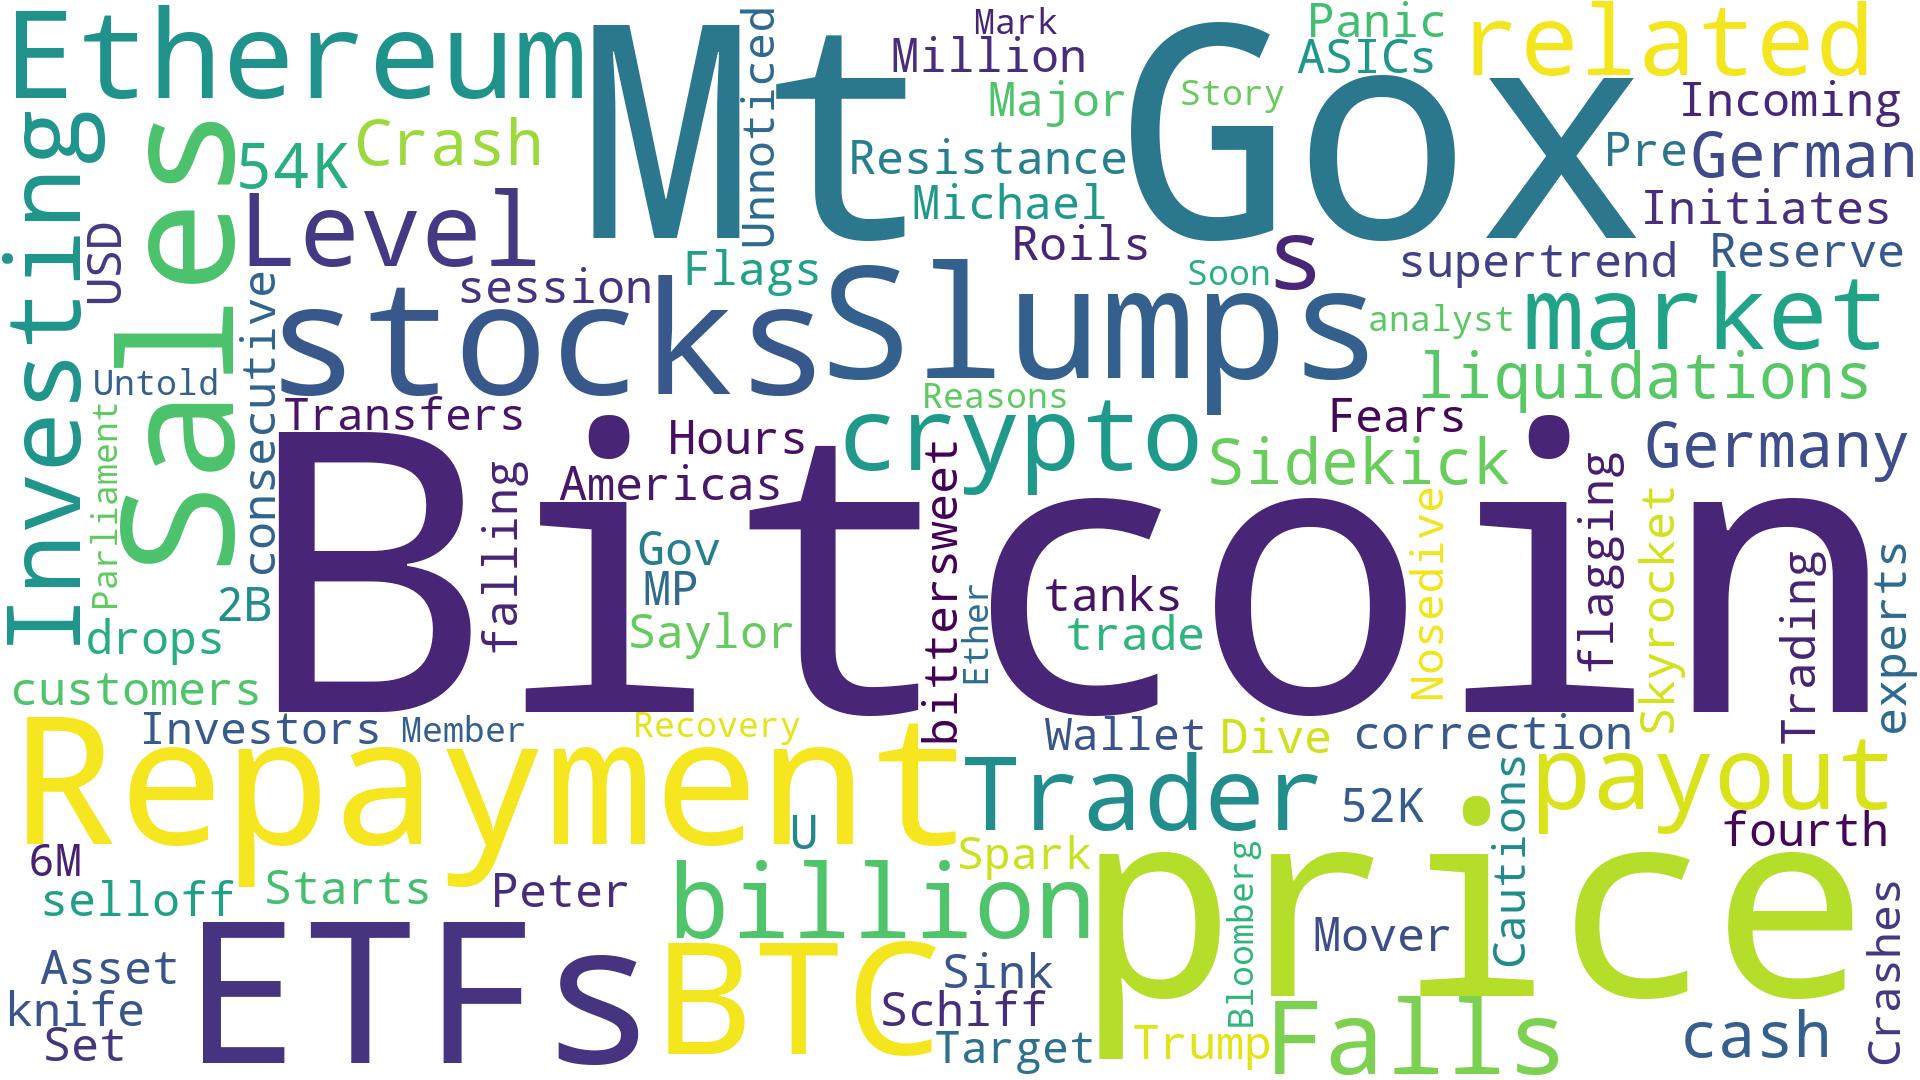 Ethereum
Mt Gox
Unnoticed
Mark
Million
Major
Story
Panic
ASICs
related
Incoming
Investing
Sales
54K
Crash
Resistance
Michael
Pre
German
Initiates
USD
Level
Roils
s
supertrend
Reserve
session
Flags
Soon
consecutive
stocks
Slumps
analyst
market
Untold
liquidations
Parliament
Transfers
Reasons
Hours
crypto
Fears
Sidekick
Germany
Americas
Bitcoin
falling
Gov
MP
bittersweet
Ether
tanks
trade
Nosedive
flagging
Skyrocket
Trading
experts
2B
drops
Saylor
customers
Investors
Member
Recovery
Wallet
Dive
correction
Repayment
Trader
52K
Cautions
payout
fourth
U
6M
selloff
Starts
Peter
billion
Spark
price
Bloomberg
Mover
Crashes
Asset
knife
Set
ETFs
BTC
Sink
Schiff
Target
Trump
Falls
cash